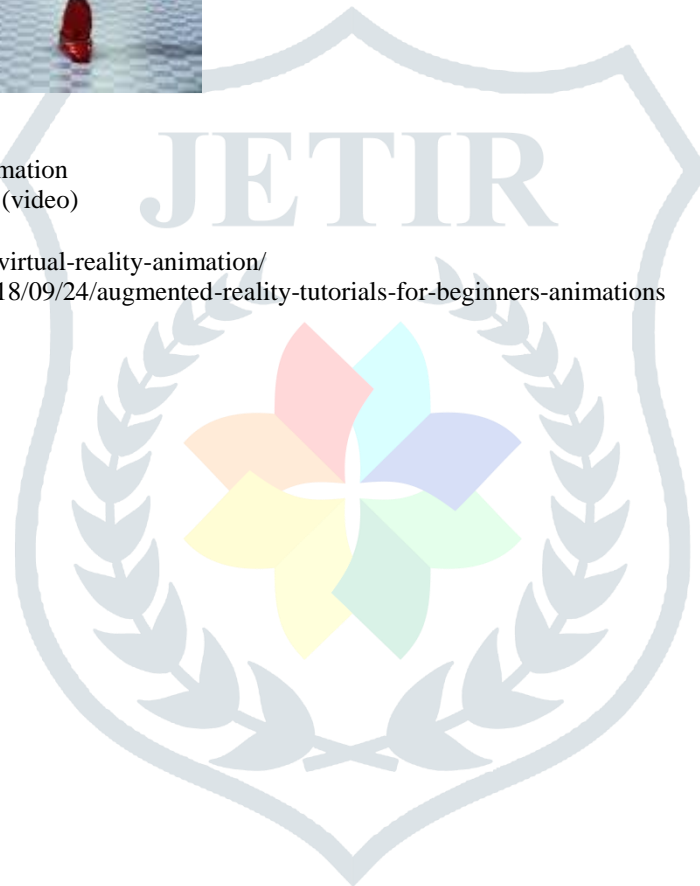 JETIR
mation
(video)
virtual-reality-animation/
18/09/24/augmented-reality-tutorials-for-beginners-animations